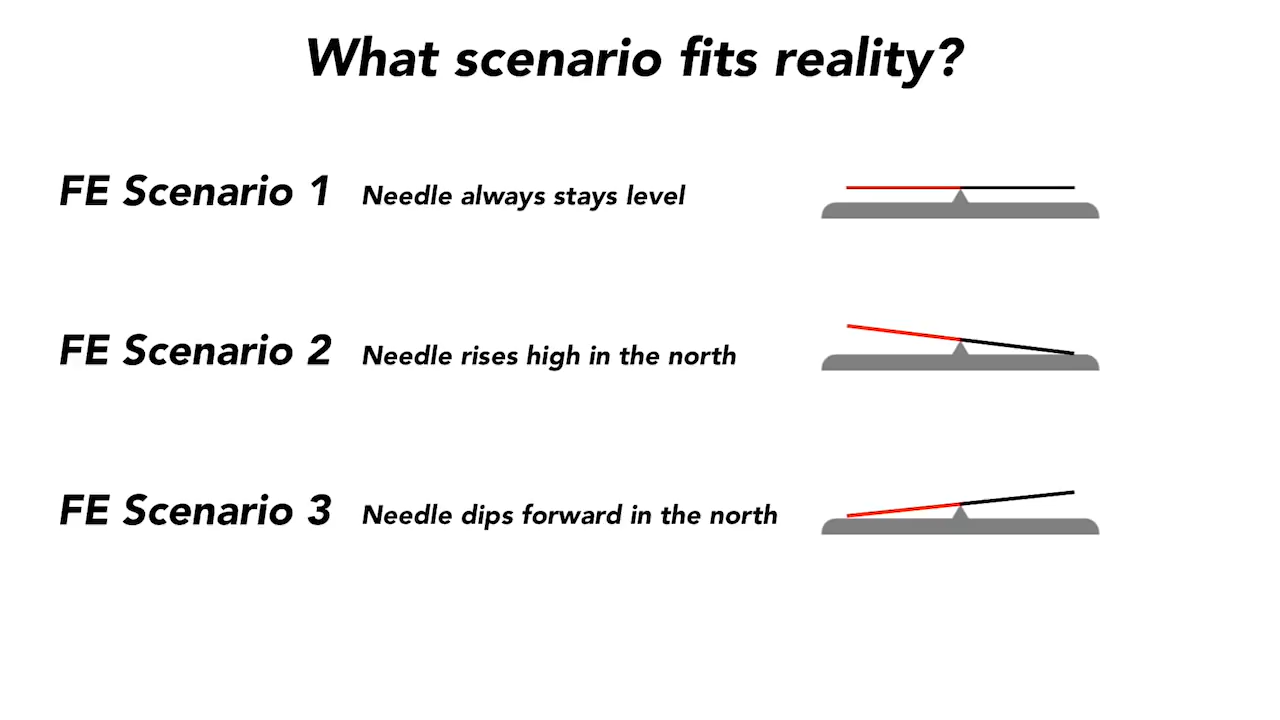 What scenario fits reality?
FE Scenario 1 Needle always stays level
FE Scenario 2 Needle rises high in the north
FE Scenario 3 Needle dips forward in the north